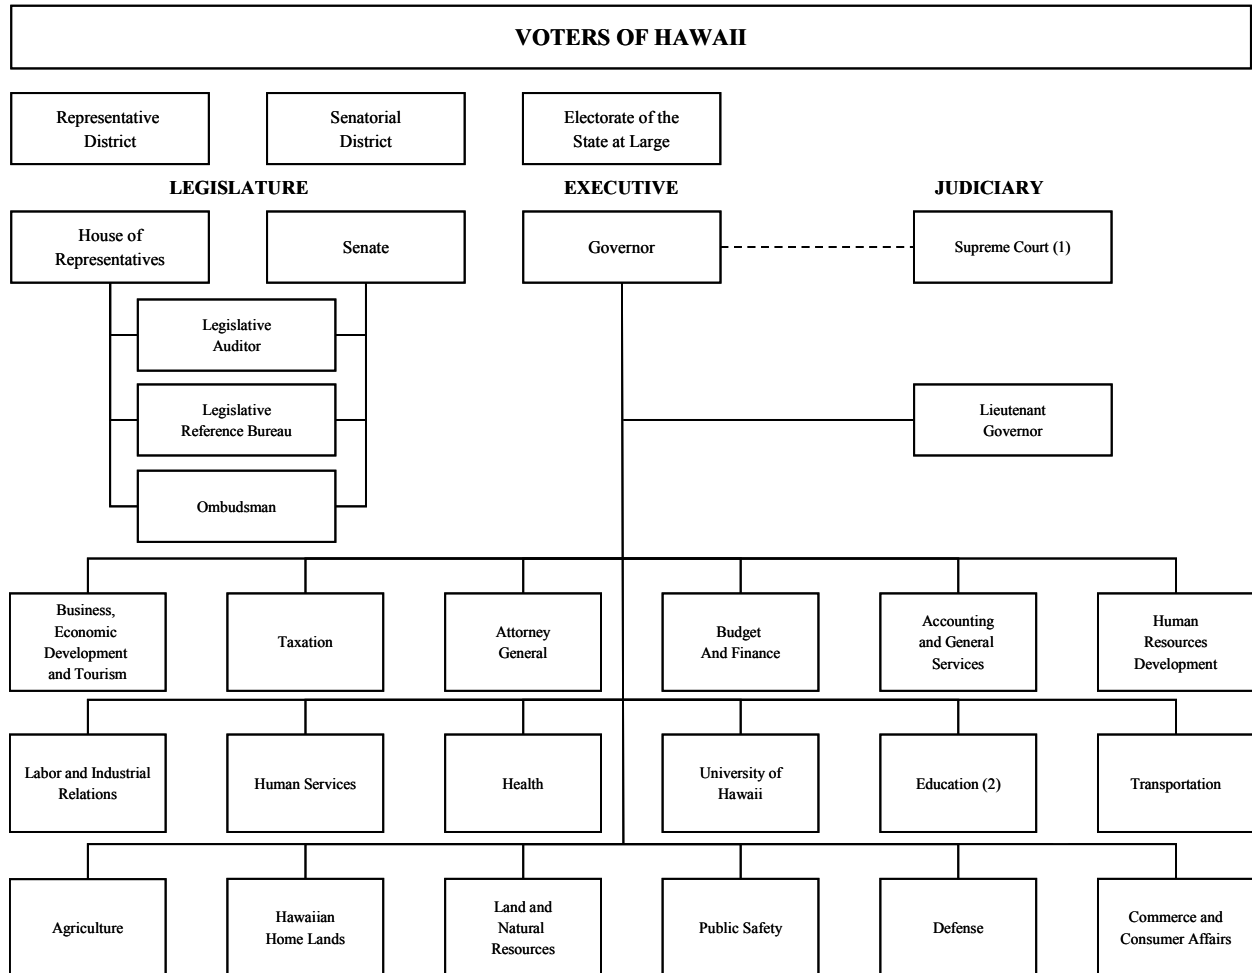 VOTERS OF HAWAII
Representative
District
Senatorial
District
Electorate of the
State at Large
LEGISLATURE
EXECUTIVE
JUDICIARY
House of
Representatives
Senate
Governor
Supreme Court (1)
Legislative
Auditor
Legislative
Reference Bureau
Ombudsman
Lieutenant
Governor
Business,
Economic
Development
and Tourism
Taxation
Attorney
General
Budget
And Finance
Accounting
and General
Services
Human
Resources
Development
Labor and Industrial
Relations
Human Services
Health
University of
Hawaii
Education (2)
Transportation
Agriculture
Hawaiian
Home Lands
Land and
Natural
Resources
Public Safety
Defense
Commerce and
Consumer Affairs